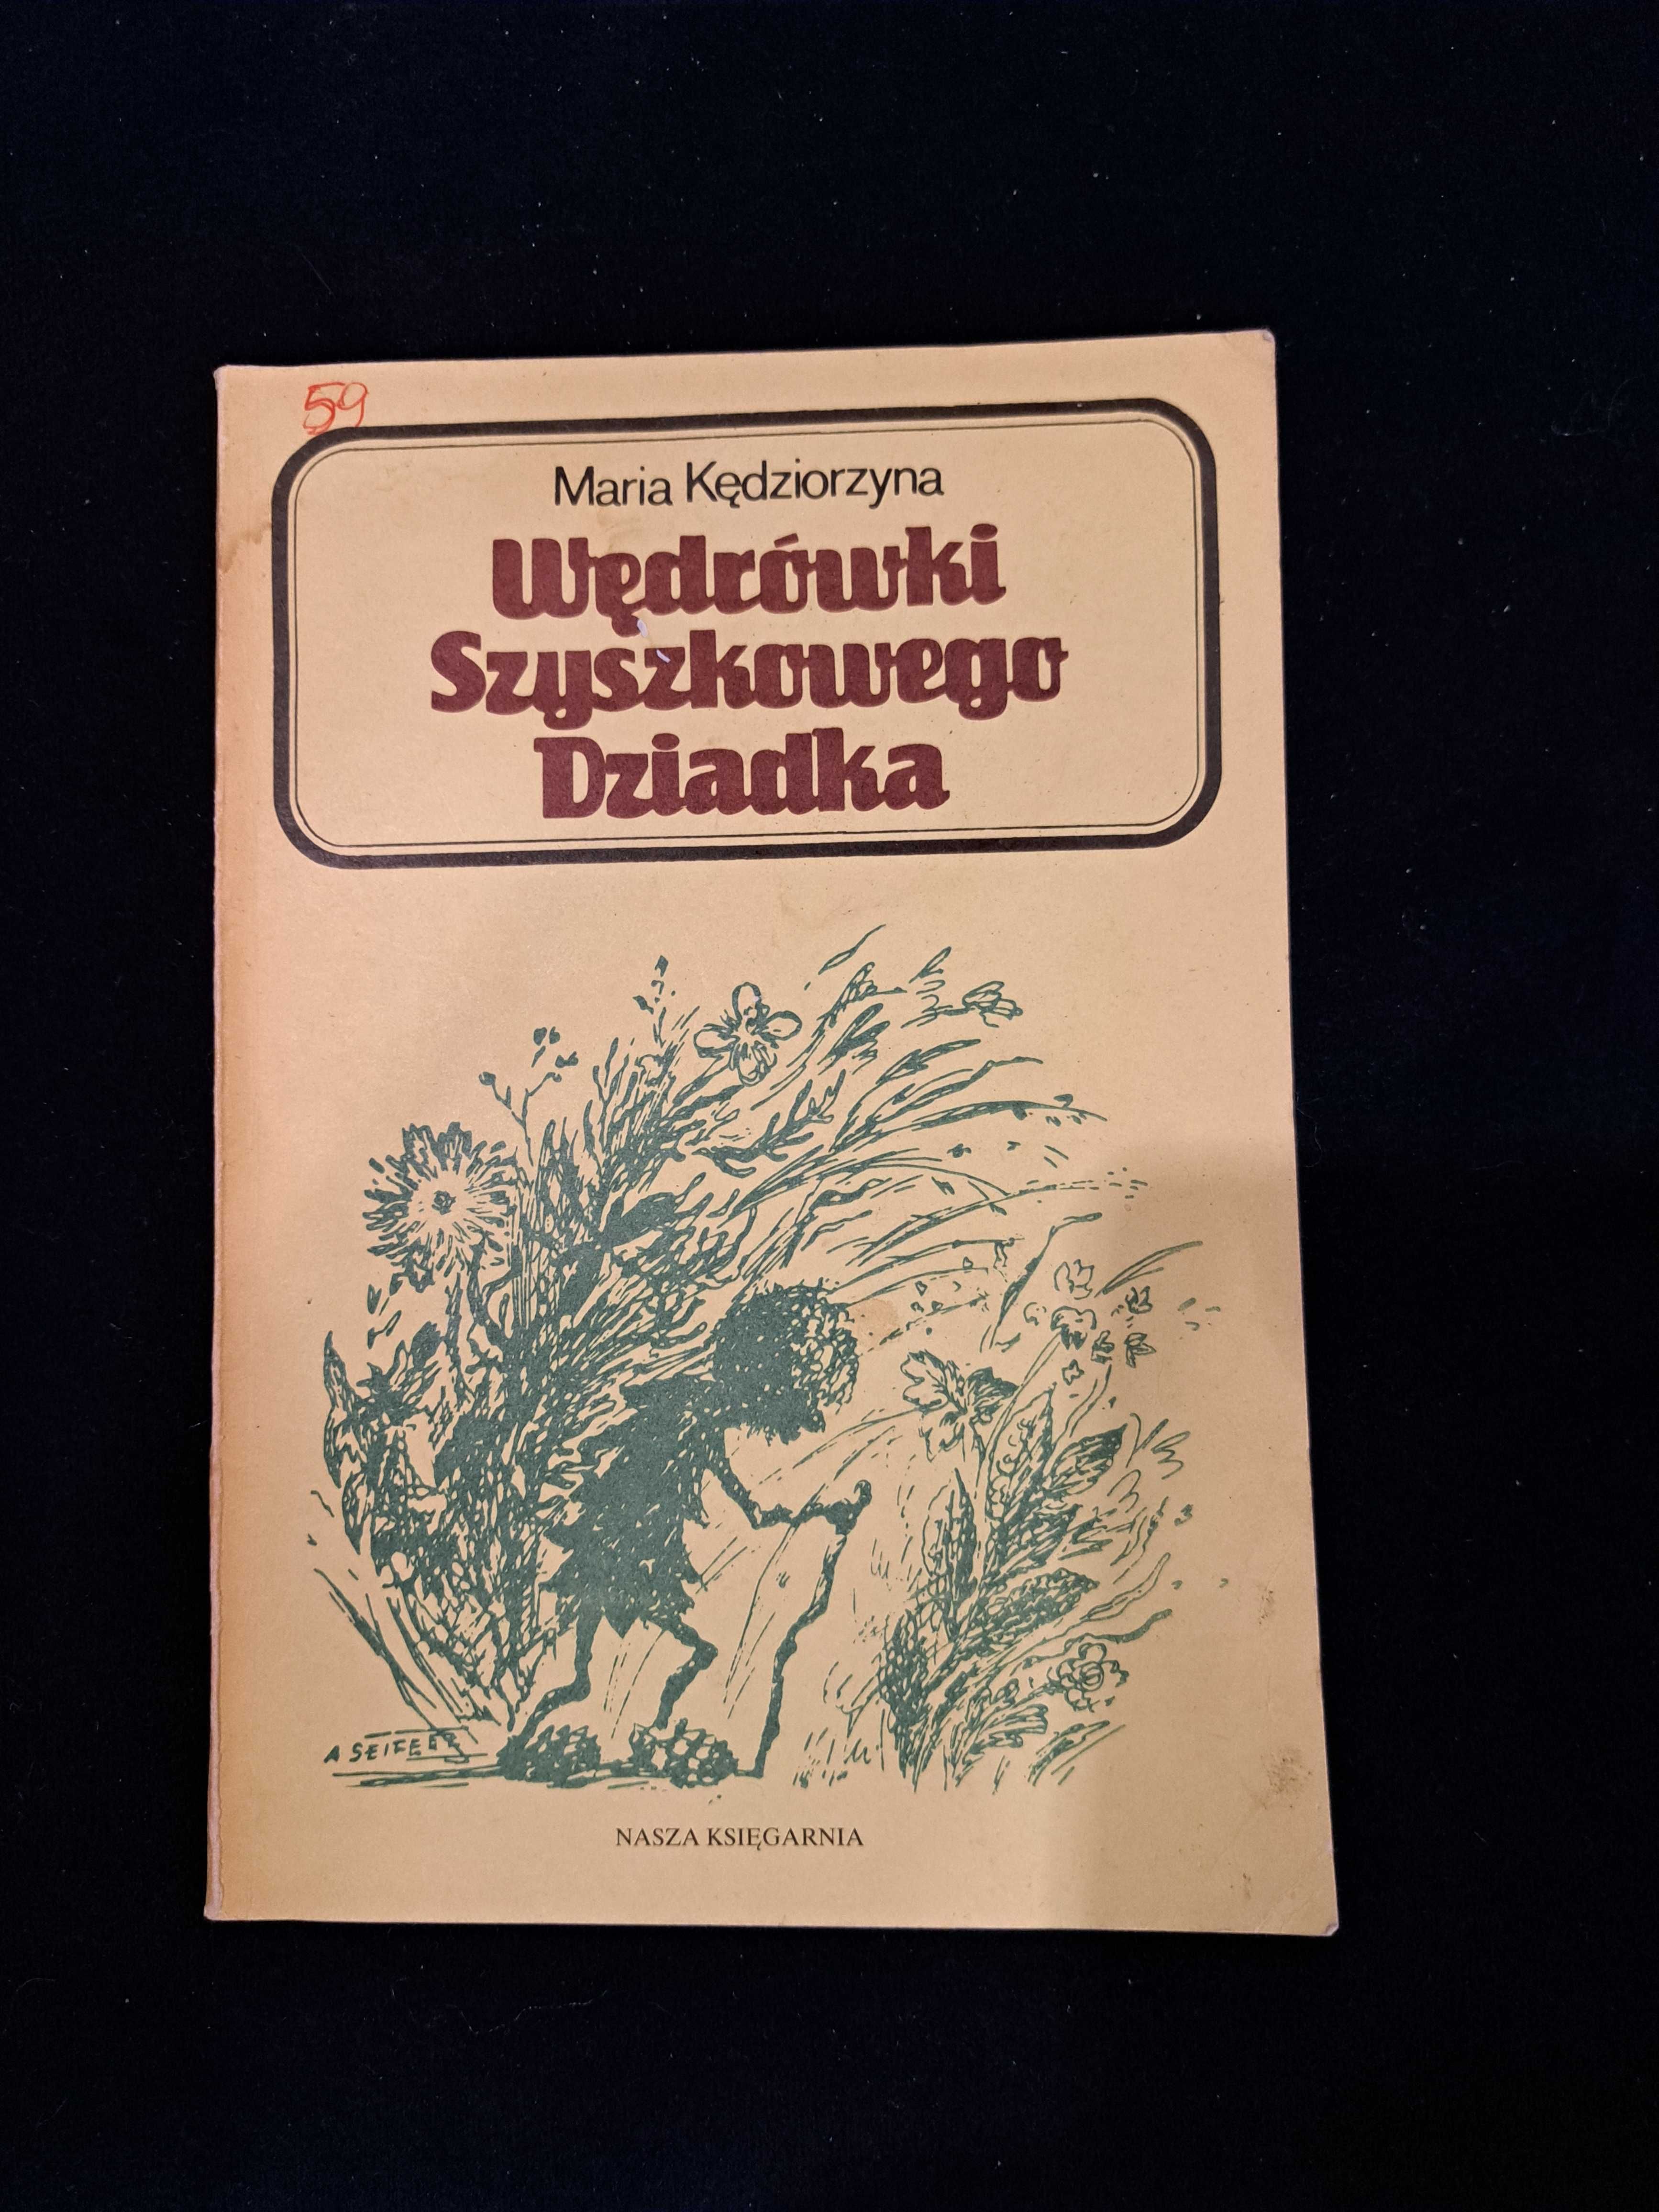 59
Maria Kędziorzyna
Wędrówki
Szyszkowego
Dziadka
A SEIFERT
NASZA KSIĘGARNIA